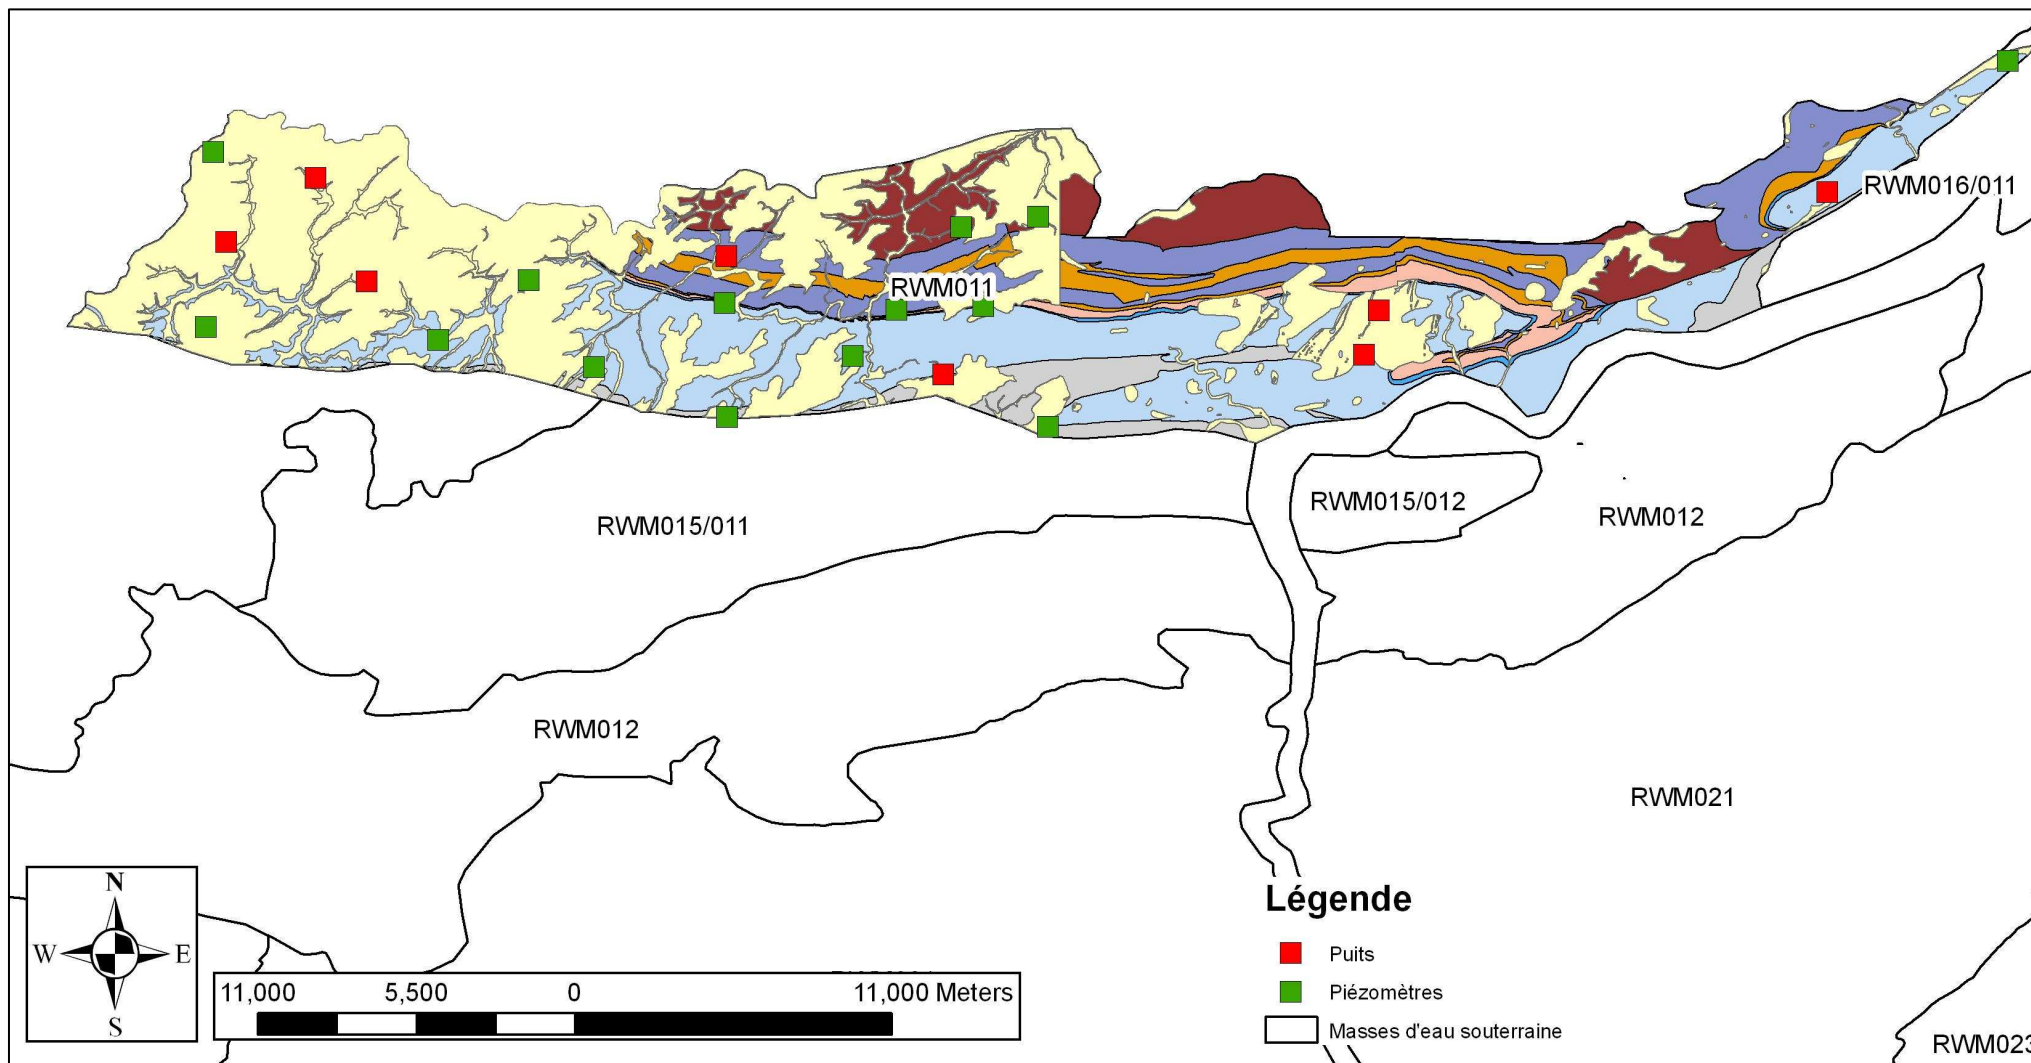 RWM016/011
RWM011
RWM015/012
RWM012
RWM015/011
RWM012
RWM021
Légende
Puits
Piézomètres
Masses d'eau souterraine
N
W
E
S
11,000 5,500 0 11,000 Meters
RWM023